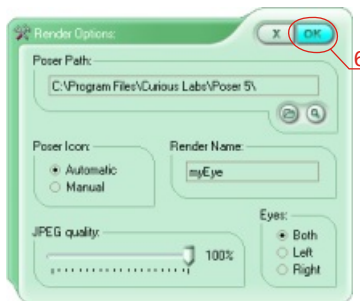 Render Options:
X OK
6
Poser Path:
C:\Program Files\Curious Labs\Poser 5\
Poser Icon:
Automatic
Manual
Render Name:
myEye
JPEG quality:
100%
Eyes:
Both
Left
Right